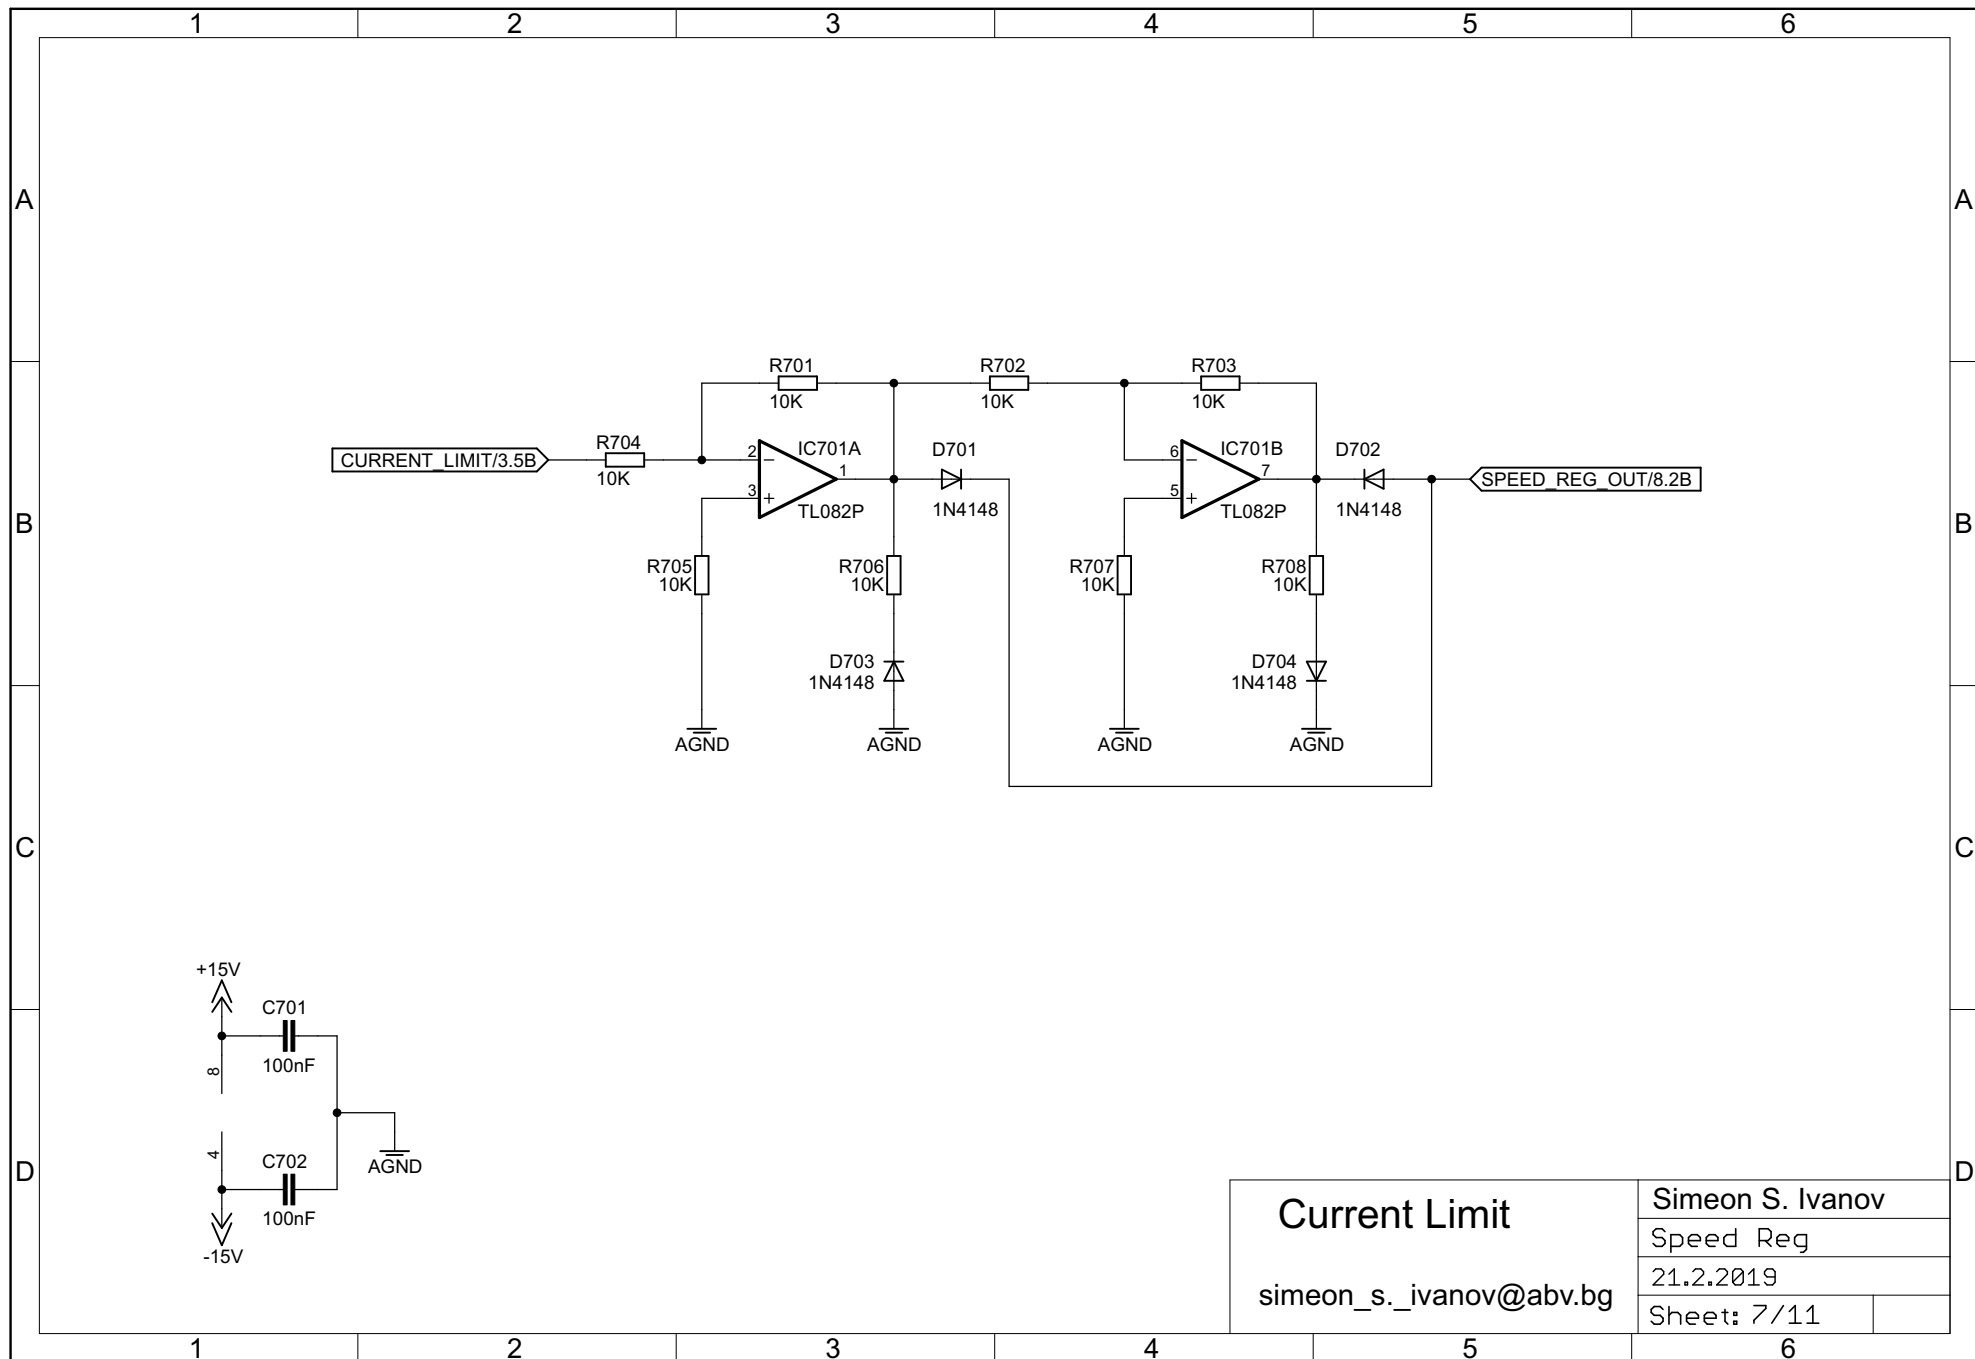 1 2 3 4 5 6
A A
R701 R702 R703
10K 10K 10K
CURRENT_LIMIT/3.5B
R704
10K
2
3
1
IC701A
TL082P
D701
1N4148
6
5
7
IC701B
TL082P
D702
1N4148
SPEED_REG_OUT/8.2B
B B
R705
10K
R706
10K
R707
10K
R708
10K
D703
1N4148
D704
1N4148
AGND AGND AGND AGND
C C
+15V
C701
100nF
8
4
C702
100nF
AGND
-15V
D D
Current Limit
simeon_s._ivanov@abv.bg
Simeon S. Ivanov
Speed Reg
21.2.2019
Sheet: 7/11
1 2 3 4 5 6